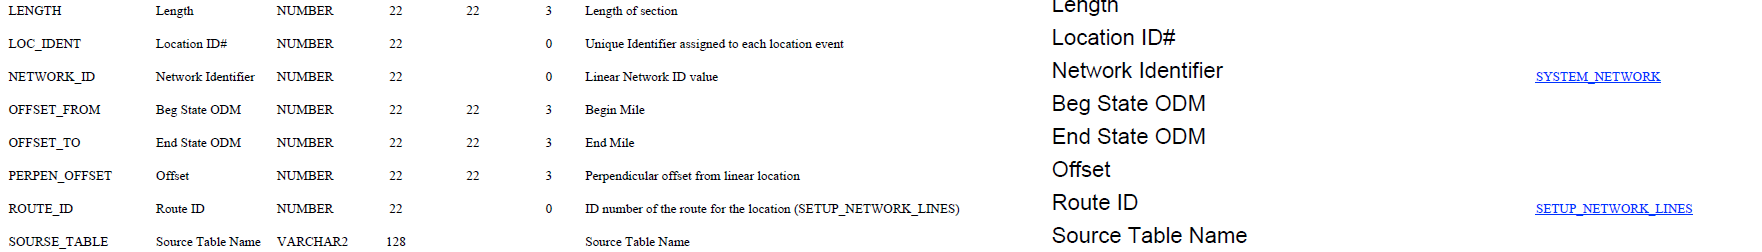 LENGTH Length NUMBER 22 22 3 Length of section Length
LOC_IDENT Location ID# NUMBER 22 0 Unique Identifier assigned to each location event Location ID#
NETWORK_ID Network Identifier NUMBER 22 0 Linear Network ID value Network Identifier SYSTEM_NETWORK
OFFSET_FROM Beg State ODM NUMBER 22 22 3 Begin Mile Beg State ODM
OFFSET_TO End State ODM NUMBER 22 22 3 End Mile End State ODM
PERPEN_OFFSET Offset NUMBER 22 22 3 Perpendicular offset from linear location Offset
ROUTE_ID Route ID NUMBER 22 0 ID number of the route for the location (SETUP_NETWORK_LINES) Route ID SETUP_NETWORK_LINES
SOURSE_TABLE Source Table Name VARCHAR2 128 Source Table Name Source Table Name